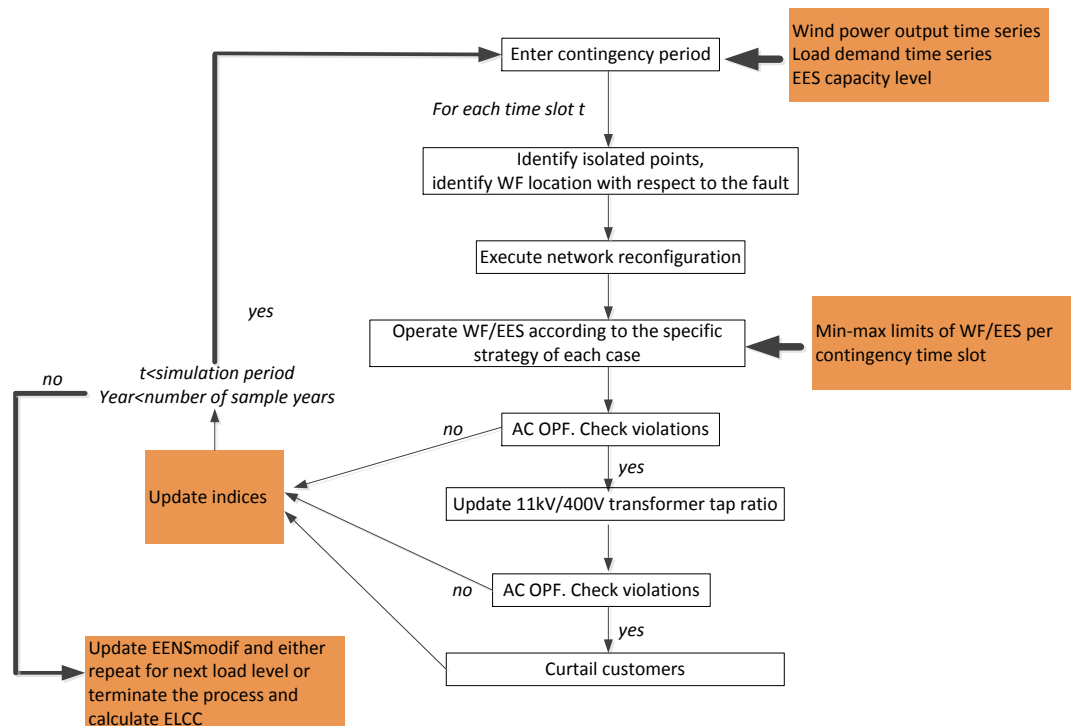 Enter contingency period
Wind power output time series
Load demand time series
EES capacity level
For each time slot t
Identify isolated points,
identify WF location with respect to the fault
Execute network reconfiguration
Operate WF/EES according to the specific
strategy of each case
Min-max limits of WF/EES per
contingency time slot
yes
no
t<simulation period
Year<number of sample years
no
AC OPF. Check violations
yes
Update indices
Update 11kV/400V transformer tap ratio
no
AC OPF. Check violations
yes
Curtail customers
Update EENSmodif and either
repeat for next load level or
terminate the process and
calculate ELCC